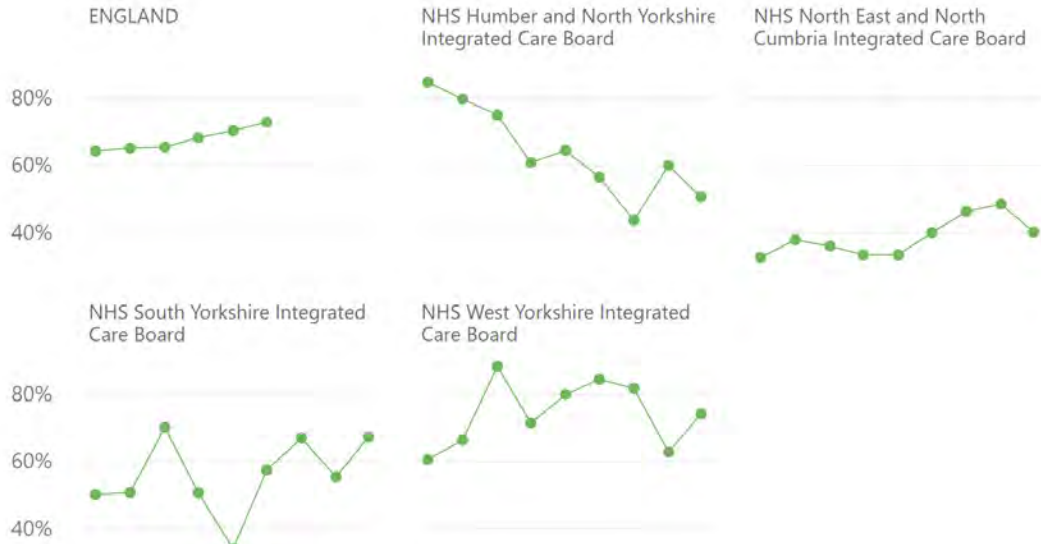 ENGLAND
NHS Humber and North Yorkshire
Integrated Care Board
NHS North East and North
Cumbria Integrated Care Board
80%
60%
40%
NHS South Yorkshire Integrated
Care Board
NHS West Yorkshire Integrated
Care Board
80%
60%
40%